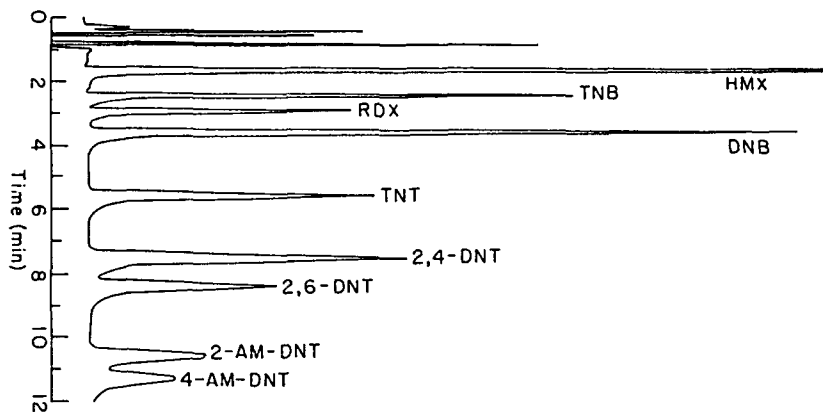 0
HMX
2
TNB
RDX
4
DNB
TNT
6
2,4-DNT
8
2,6-DNT
10
2-AM-DNT
4-AM-DNT
12
Time (min)